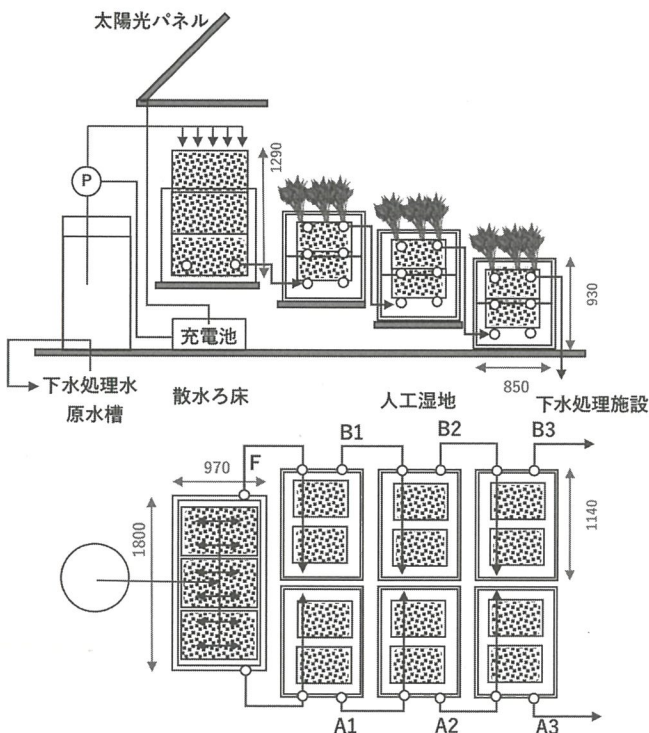 太陽光パネル
P
1290
930
充電池
850
下水処理水
原水槽
散水ろ床
人工湿地
下水処理施設
F
B1
B2
B3
970
1800
1140
A1
A2
A3